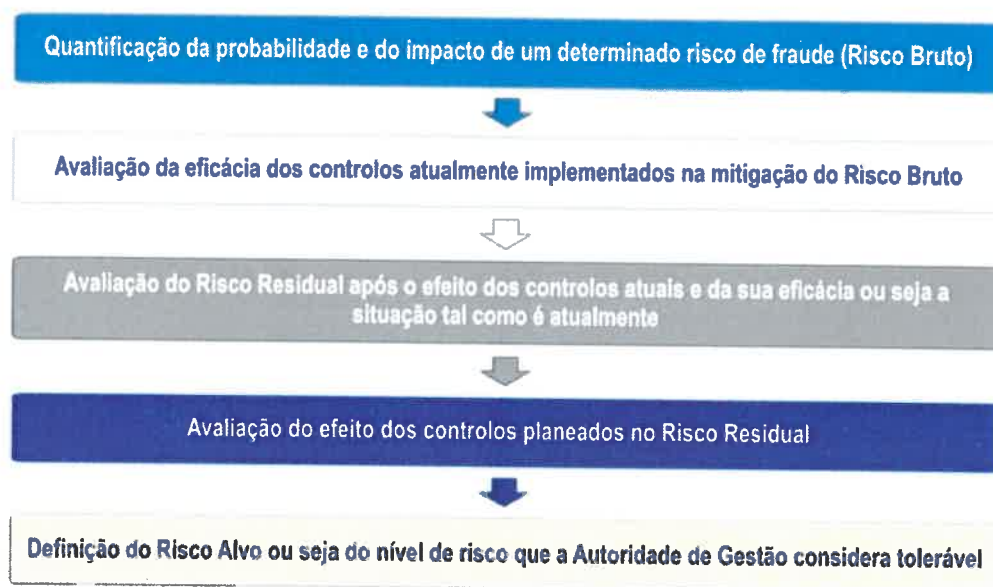 Quantificação da probabilidade e do impacto de um determinado risco de fraude (Risco Bruto)
Avaliação da eficácia dos controlos atualmente implementados na mitigação do Risco Bruto
Avaliação do Risco Residual após o efeito dos controlos atuais e da sua eficácia ou seja a
situação tal como é atualmente
Avaliação do efeito dos controlos planeados no Risco Residual
Definição do Risco Alvo ou seja do nível de risco que a Autoridade de Gestão considera tolerável